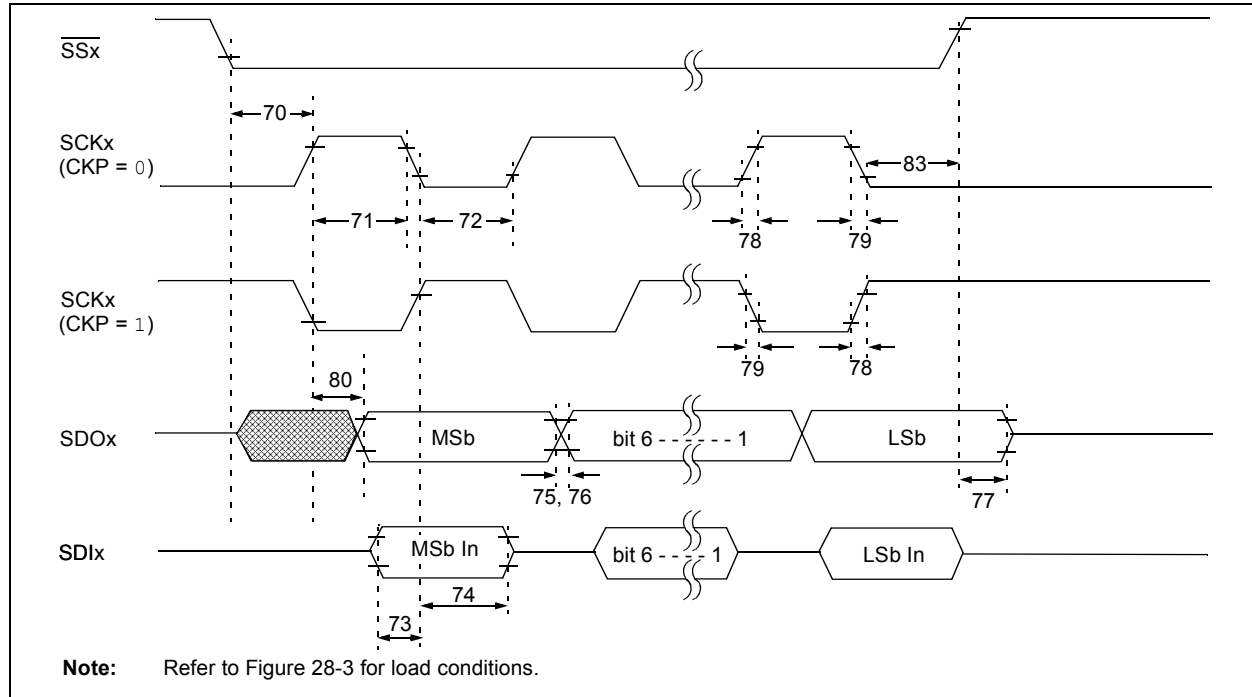 SSx
70
SCKx
(CKP = 0)
83
71
72
78
79
SCKx
(CKP = 1)
79
78
80
SDOx
MSb
bit 6 - - - - - - 1
LSb
75, 76
77
SDIx
MSb In
bit 6 - - - - 1
LSb In
74
73
Note: Refer to Figure 28-3 for load conditions.